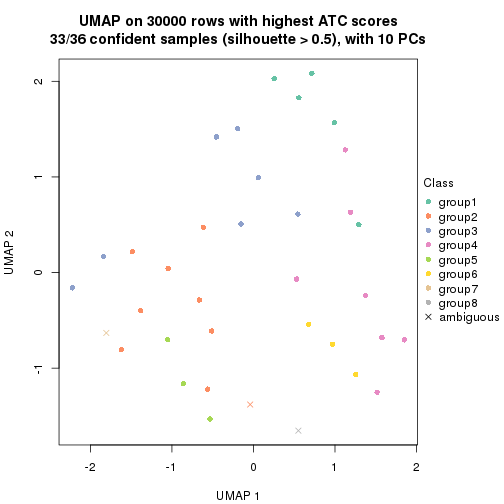 UMAP on 30000 rows with highest ATC scores
33/36 confident samples (silhouette > 0.5), with 10 PCs
2
1
0
-1
UMAP 2
-2
-1
0
1
2
UMAP 1
Class
group1
group2
group3
group4
group5
group6
group7
group8
ambiguous